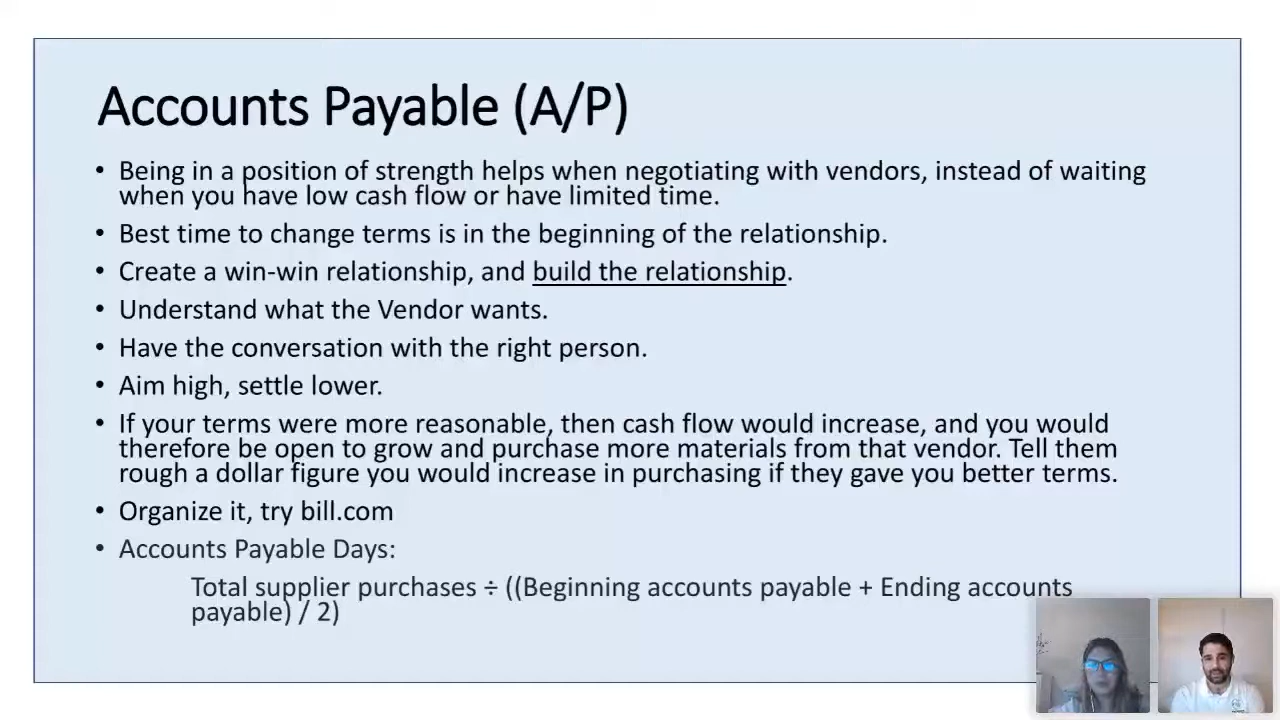 Accounts Payable (A/P)
• Being in a position of strength helps when negotiating with vendors, instead of waiting
when you have low cash flow or have limited time.
• Best time to change terms is in the beginning of the relationship.
• Create a win-win relationship, and build the relationship.
• Understand what the Vendor wants.
• Have the conversation with the right person.
• Aim high, settle lower.
• If your terms were more reasonable, then cash flow would increase, and you would
therefore be open to grow and purchase more materials from that vendor. Tell them
rough a dollar figure you would increase in purchasing if they gave you better terms.
• Organize it, try bill.com
• Accounts Payable Days:
Total supplier purchases ÷ ((Beginning accounts payable + Ending accounts
payable) / 2)